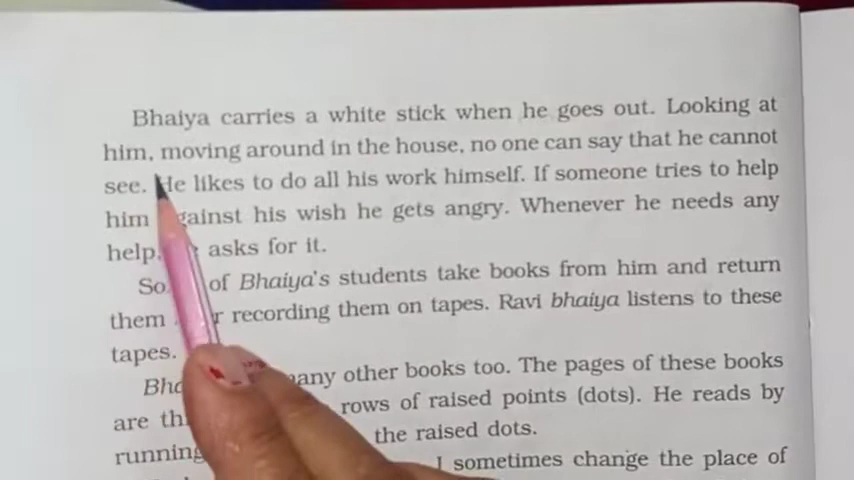 Bhaiya carries a white stick when he goes out. Looking at
him, moving around in the house, no one can say that he cannot
see. He likes to do all his work himself. If someone tries to help
him against his wish he gets angry. Whenever he needs any
help, asks for it.
of Bhaiya's students take books from him and return
them recording them on tapes. Ravi bhaiya listens to these
tapes.
many other books too. The pages of these books
are rows of raised points (dots). He reads by
running the raised dots.
I sometimes change the place of